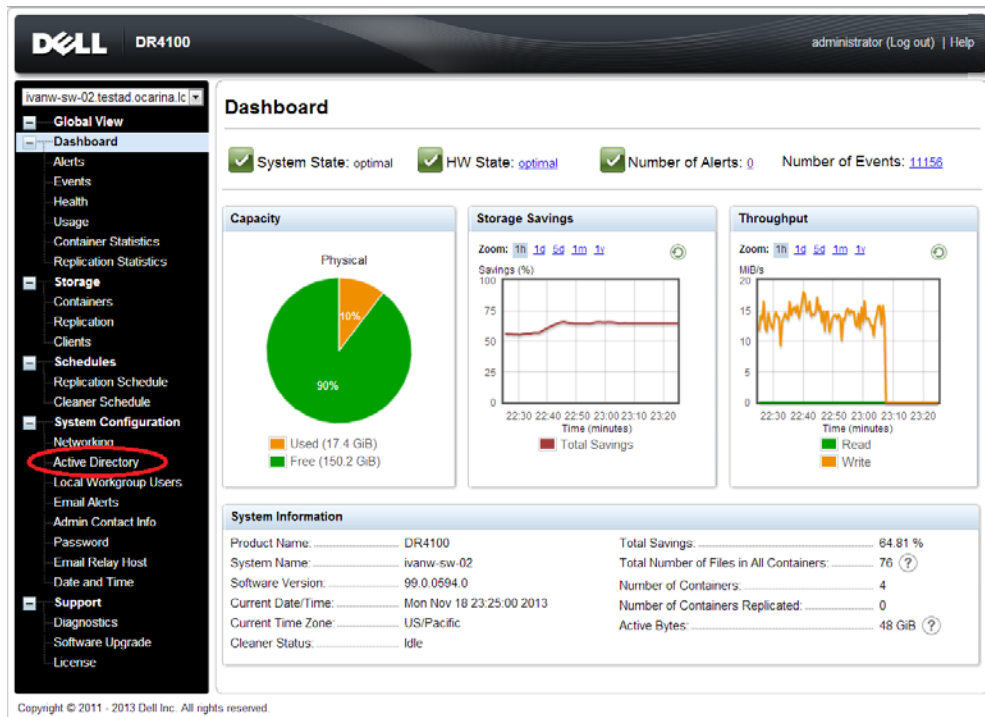 DELL DR4100 administrator (Log out) | Help
ivanw-sw-02.testad.ocarina.lc
Global View
Dashboard
Alerts
Events
Health
Usage
Container Statistics
Replication Statistics
Storage
Containers
Replication
Clients
Schedules
Replication Schedule
Cleaner Schedule
System Configuration
Networking
Active Directory
Local Workgroup Users
Email Alerts
Admin Contact Info
Password
Email Relay Host
Date and Time
Support
Diagnostics
Software Upgrade
License
Dashboard
System State: optimal HW State: optimal Number of Alerts: 0 Number of Events: 11156
Capacity
Physical
10%
90%
Used (17.4 GiB)
Free (150.2 GiB)
Storage Savings
Zoom: 1h 1d 5d 1m 1y
Savings (%)
100
75
50
25
0
22:30 22:40 22:50 23:00 23:10 23:20
Time (minutes)
Total Savings
Throughput
Zoom: 1h 1d 5d 1m 1y
MiB/s
20
15
10
5
0
22:30 22:40 22:50 23:00 23:10 23:20
Time (minutes)
Read
Write
System Information
Product Name: DR4100
System Name: ivanw-sw-02
Software Version: 99.0.0594.0
Current Date/Time: Mon Nov 18 23:25:00 2013
Current Time Zone: US/Pacific
Cleaner Status: Idle
Total Savings: 64.81 %
Total Number of Files in All Containers: 76 ?
Number of Containers: 4
Number of Containers Replicated: 0
Active Bytes: 48 GiB ?
Copyright © 2011 - 2013 Dell Inc. All rights reserved.